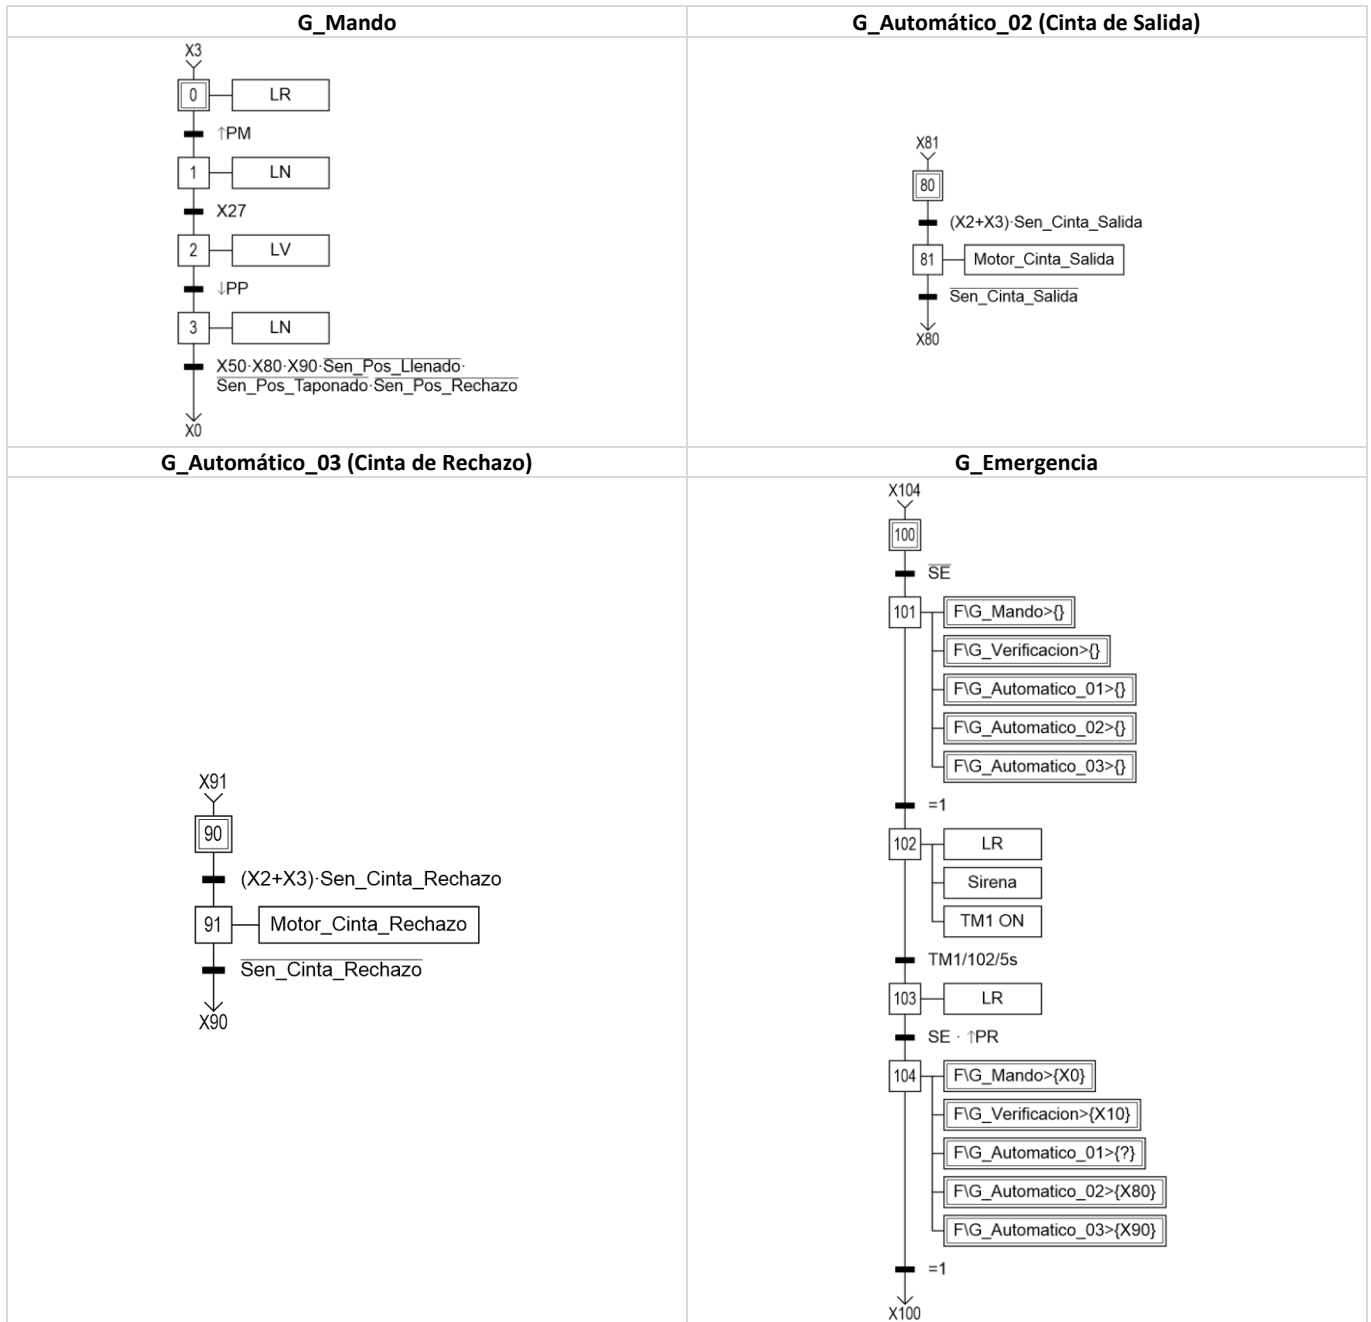 G_Mando
X3
0 LR
↑PM
1 LN
X27
2 LV
↓PP
3 LN
X50·X80·X90·Sen_Pos_Llenado·
Sen_Pos_Taponado·Sen_Pos_Rechazo
X0
G_Automático_02 (Cinta de Salida)
X81
80
(X2+X3)·Sen_Cinta_Salida
81 Motor_Cinta_Salida
Sen_Cinta_Salida
X80
G_Automático_03 (Cinta de Rechazo)
X91
90
(X2+X3)·Sen_Cinta_Rechazo
91 Motor_Cinta_Rechazo
Sen_Cinta_Rechazo
X90
G_Emergencia
X104
100
SE
101 F\G_Mando>{}
F\G_Verificacion>{}
F\G_Automatico_01>{}
F\G_Automatico_02>{}
F\G_Automatico_03>{}
=1
102 LR
Sirena
TM1 ON
TM1/102/5s
103 LR
SE · ↑PR
104 F\G_Mando>{X0}
F\G_Verificacion>{X10}
F\G_Automatico_01>{?}
F\G_Automatico_02>{X80}
F\G_Automatico_03>{X90}
=1
X100